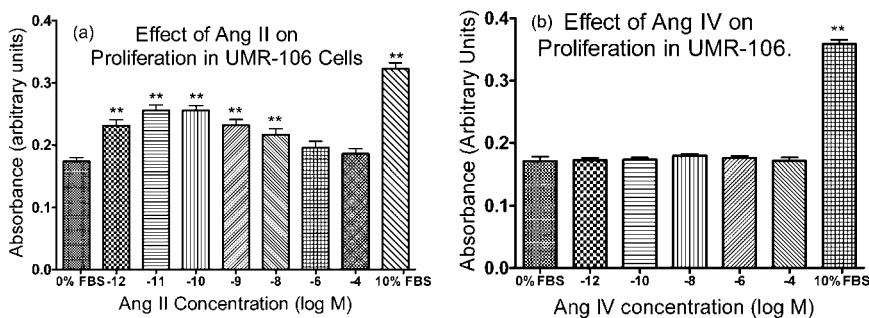 (a)
Effect of Ang II on
Proliferation in UMR-106 Cells
Absorbance (arbitrary units)
0.4
0.3
0.2
0.1
0.0
**
**
**
**
**
**
0% FBS -12 -11 -10 -9 -8 -6 -4 10% FBS
Ang II Concentration (log M)
(b)
Effect of Ang IV on
Proliferation in UMR-106.
Absorbance (Arbitrary Units)
0.4
0.3
0.2
0.1
0.0
**
0% FBS -12 -10 -8 -6 -4 10% FBS
Ang IV concentration (log M)